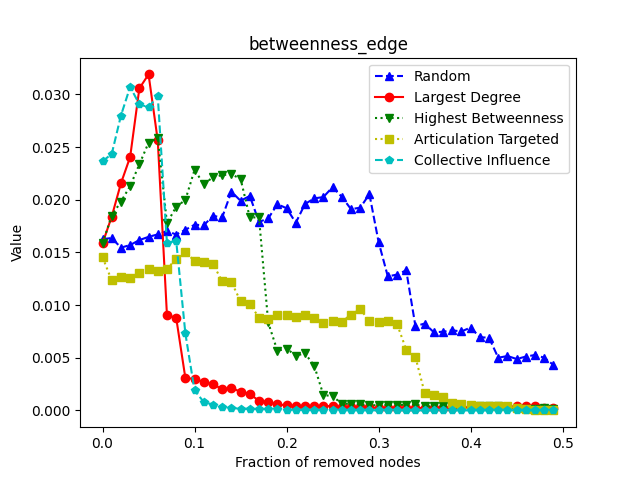 betweenness_edge
Random
Largest Degree
Highest Betweenness
Articulation Targeted
Collective Influence
0.030
0.025
0.020
0.015
0.010
0.005
0.000
Value
0.0 0.1 0.2 0.3 0.4 0.5
Fraction of removed nodes